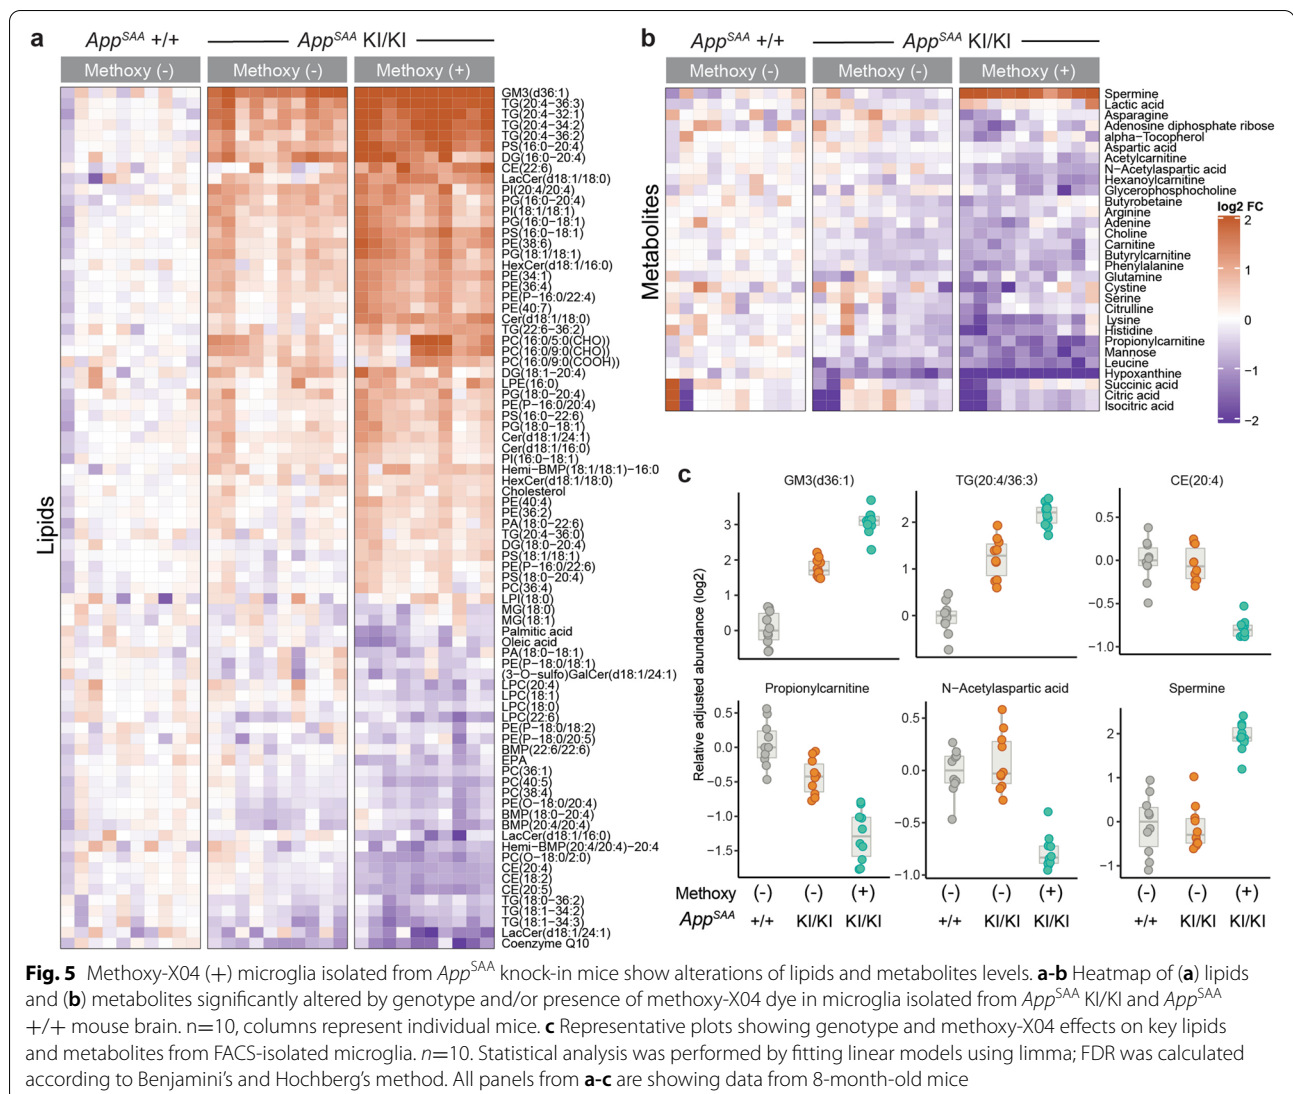 a
App^SAA +/+
App^SAA KI/KI
Methoxy (-)
Methoxy (-)
Methoxy (+)
Lipids
GM3(d36:1)
TG(20:4−36:3)
TG(20:4−32:1)
TG(20:4−34:2)
TG(20:4−36:2)
PS(16:0−20:4)
DG(16:0−20:4)
CE(22:6)
LacCer(d18:1/18:0)
PI(20:4/20:4)
PG(16:0−20:4)
PI(18:1/18:1)
PG(16:0−18:1)
PS(16:0−18:1)
PE(38:6)
PG(18:1/18:1)
HexCer(d18:1/16:0)
PE(34:1)
PE(36:4)
PE(P−16:0/22:4)
PE(40:7)
Cer(d18:1/18:0)
TG(22:6−36:2)
PC(16:0/5:0(CHO))
PC(16:0/9:0(CHO))
PC(16:0/9:0(COOH))
DG(18:1−20:4)
LPE(16:0)
PG(18:0−20:4)
PE(P−16:0/20:4)
PS(16:0−22:6)
PG(18:0−18:1)
Cer(d18:1/24:1)
Cer(d18:1/16:0)
PI(16:0−18:1)
Hemi−BMP(18:1/18:1)−16:0
HexCer(d18:1/18:0)
Cholesterol
PE(40:4)
PE(36:2)
PA(18:0−22:6)
TG(20:4−36:0)
DG(18:0−20:4)
PS(18:1/18:1)
PE(P−16:0/22:6)
PS(18:0−20:4)
PC(36:4)
LPI(18:0)
MG(18:0)
MG(18:1)
Palmitic acid
Oleic acid
PA(18:0−18:1)
PE(P−18:0/18:1)
(3−O−sulfo)GalCer(d18:1/24:1)
LPC(20:4)
LPC(18:1)
LPC(18:0)
LPC(22:6)
PE(P−18:0/18:2)
PE(P−18:0/20:5)
BMP(22:6/22:6)
EPA
PC(36:1)
PC(40:5)
PC(38:4)
PE(O−18:0/20:4)
BMP(18:0−20:4)
BMP(20:4/20:4)
LacCer(d18:1/16:0)
Hemi−BMP(20:4/20:4)−20:4
PC(O−18:0/2:0)
CE(20:4)
CE(18:2)
CE(20:5)
TG(18:0−36:2)
TG(18:1−34:2)
TG(18:1−34:3)
LacCer(d18:1/24:1)
Coenzyme Q10
b
App^SAA +/+
App^SAA KI/KI
Methoxy (-)
Methoxy (-)
Methoxy (+)
Metabolites
Spermine
Lactic acid
Asparagine
Adenosine diphosphate ribose
alpha−Tocopherol
Aspartic acid
Acetylcarnitine
N−Acetylaspartic acid
Hexanoylcarnitine
Glycerophosphocholine
Butyrobetaine
Arginine
Adenine
Choline
Carnitine
Butyrylcarnitine
Phenylalanine
Glutamine
Cystine
Serine
Citrulline
Lysine
Histidine
Propionylcarnitine
Mannose
Leucine
Hypoxanthine
Succinic acid
Citric acid
Isocitric acid
log2 FC
2
1
0
−1
−2
c
Relative adjusted abundance (log2)
GM3(d36:1)
3
2
1
0
TG(20:4/36:3)
2
1
0
CE(20:4)
0.5
0.0
−0.5
−1.0
Propionylcarnitine
0.5
0.0
−0.5
−1.0
−1.5
N−Acetylaspartic acid
0.5
0.0
−0.5
−1.0
Spermine
2
1
0
−1
Methoxy (-) (-) (+) (-) (-) (+) (-) (-) (+)
App^SAA +/+ KI/KI KI/KI +/+ KI/KI KI/KI +/+ KI/KI KI/KI
Fig. 5 Methoxy-X04 (+) microglia isolated from App^SAA knock-in mice show alterations of lipids and metabolites levels. a-b Heatmap of (a) lipids
and (b) metabolites significantly altered by genotype and/or presence of methoxy-X04 dye in microglia isolated from App^SAA KI/KI and App^SAA
+/+ mouse brain. n=10, columns represent individual mice. c Representative plots showing genotype and methoxy-X04 effects on key lipids
and metabolites from FACS-isolated microglia. n=10. Statistical analysis was performed by fitting linear models using limma; FDR was calculated
according to Benjamini's and Hochberg's method. All panels from a-c are showing data from 8-month-old mice